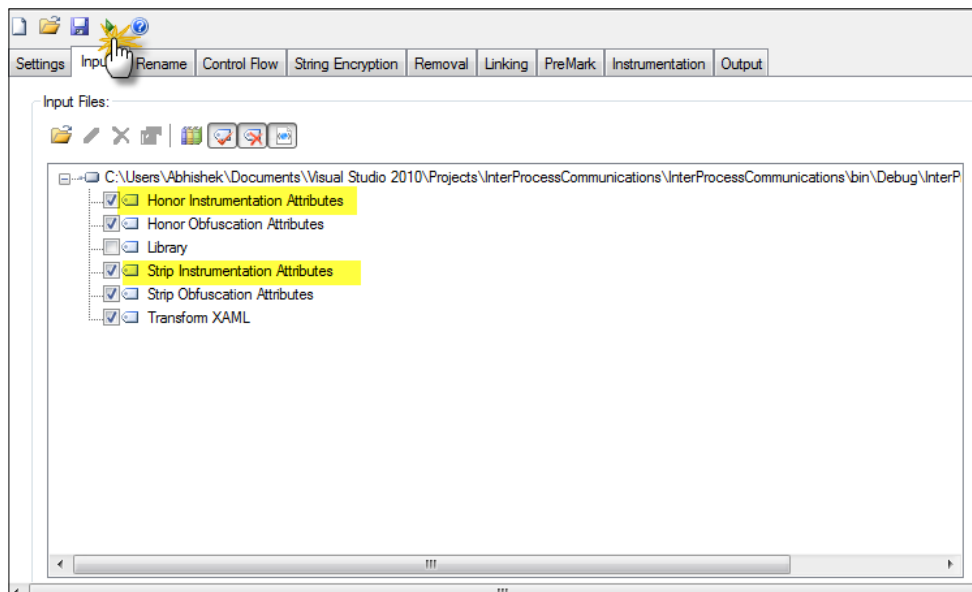 Settings Input Rename Control Flow String Encryption Removal Linking PreMark Instrumentation Output
Input Files:
C:\Users\Abhishek\Documents\Visual Studio 2010\Projects\InterProcessCommunications\InterProcessCommunications\bin\Debug\InterP
Honor Instrumentation Attributes
Honor Obfuscation Attributes
Library
Strip Instrumentation Attributes
Strip Obfuscation Attributes
Transform XAML